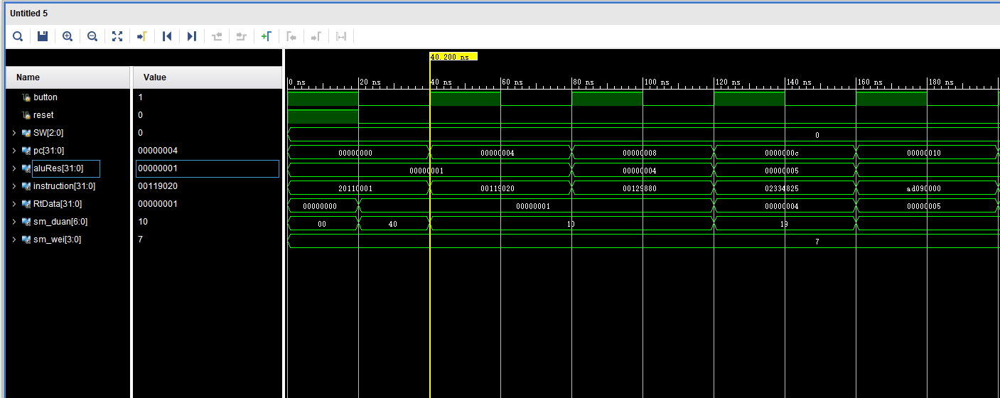 Untitled 5
40.200 ns
Name Value
0 ns 20 ns 40 ns 60 ns 80 ns 100 ns 120 ns 140 ns 160 ns 180 ns
button 1
reset 0
SW[2:0] 0 0
pc[31:0] 00000004 00000000 00000004 00000008 0000000c 00000010
aluRes[31:0] 00000001 00000001 00000004 00000005
instruction[31:0] 00119020 20110001 00119020 00129880 02334825 ad090000
RtData[31:0] 00000001 00000000 00000001 00000004 00000005
sm_duan[6:0] 10 00 40 10 19
sm_wei[3:0] 7 7